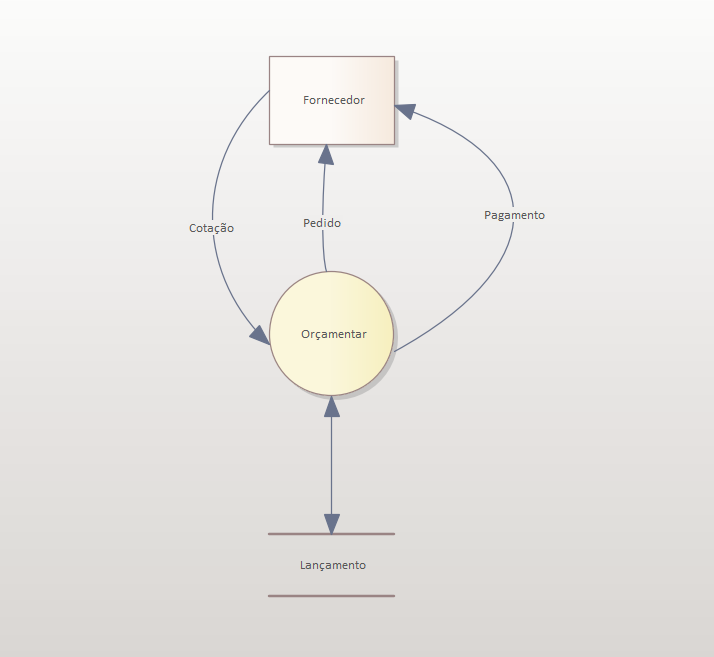 Fornecedor
Pagamento
Pedido
Cotação
Orçamentar
Lançamento